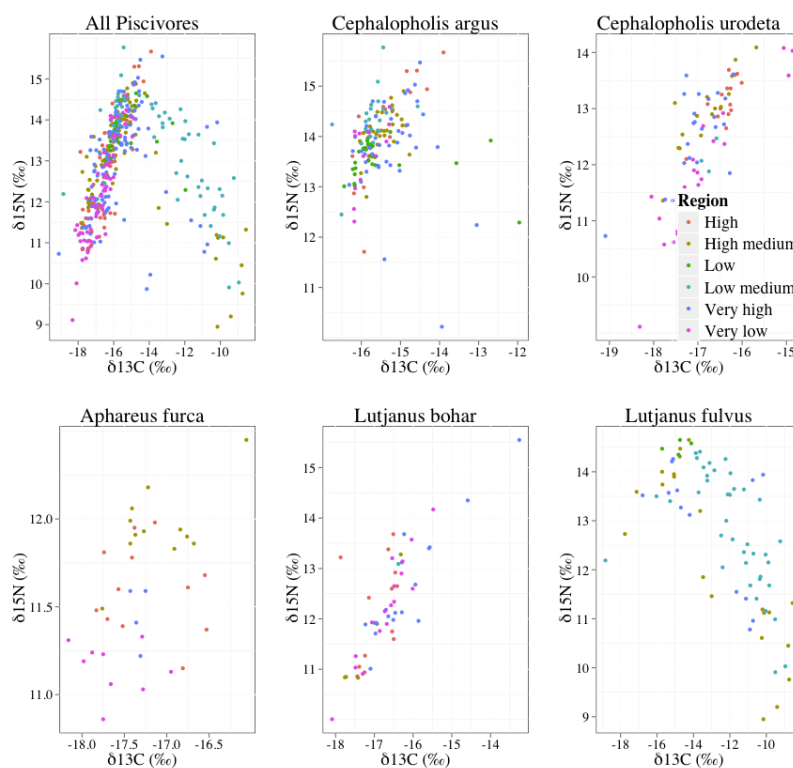 All Piscivores
δ15N (‰)
15
14
13
12
11
10
9
-18 -16 -14 -12 -10
δ13C (‰)
Cephalopholis argus
δ15N (‰)
15
14
13
12
11
-16 -15 -14 -13 -12
δ13C (‰)
Cephalopholis urodeta
δ15N (‰)
14
13
12
11
10
-19 -18 -17 -16 -15
δ13C (‰)
Region
High
High medium
Low
Low medium
Very high
Very low
Aphareus furca
δ15N (‰)
12.0
11.5
11.0
-18.0 -17.5 -17.0 -16.5
δ13C (‰)
Lutjanus bohar
δ15N (‰)
15
14
13
12
11
10
-18 -17 -16 -15 -14
δ13C (‰)
Lutjanus fulvus
δ15N (‰)
14
13
12
11
10
9
-18 -16 -14 -12 -10
δ13C (‰)